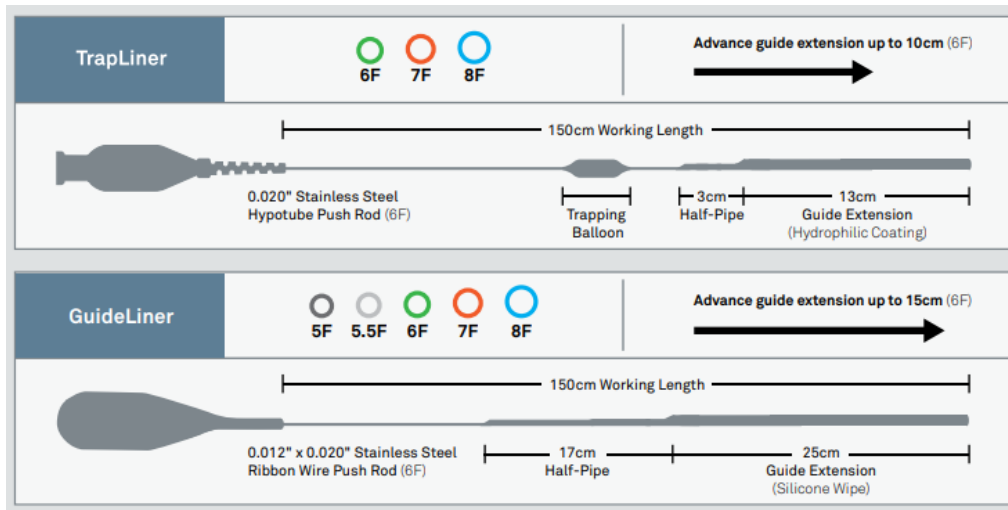 TrapLiner
6F 7F 8F
Advance guide extension up to 10cm (6F)
150cm Working Length
0.020" Stainless Steel
Hypotube Push Rod (6F)
Trapping
Balloon
3cm
Half-Pipe
13cm
Guide Extension
(Hydrophilic Coating)
GuideLiner
5F 5.5F 6F 7F 8F
Advance guide extension up to 15cm (6F)
150cm Working Length
0.012" x 0.020" Stainless Steel
Ribbon Wire Push Rod (6F)
17cm
Half-Pipe
25cm
Guide Extension
(Silicone Wipe)